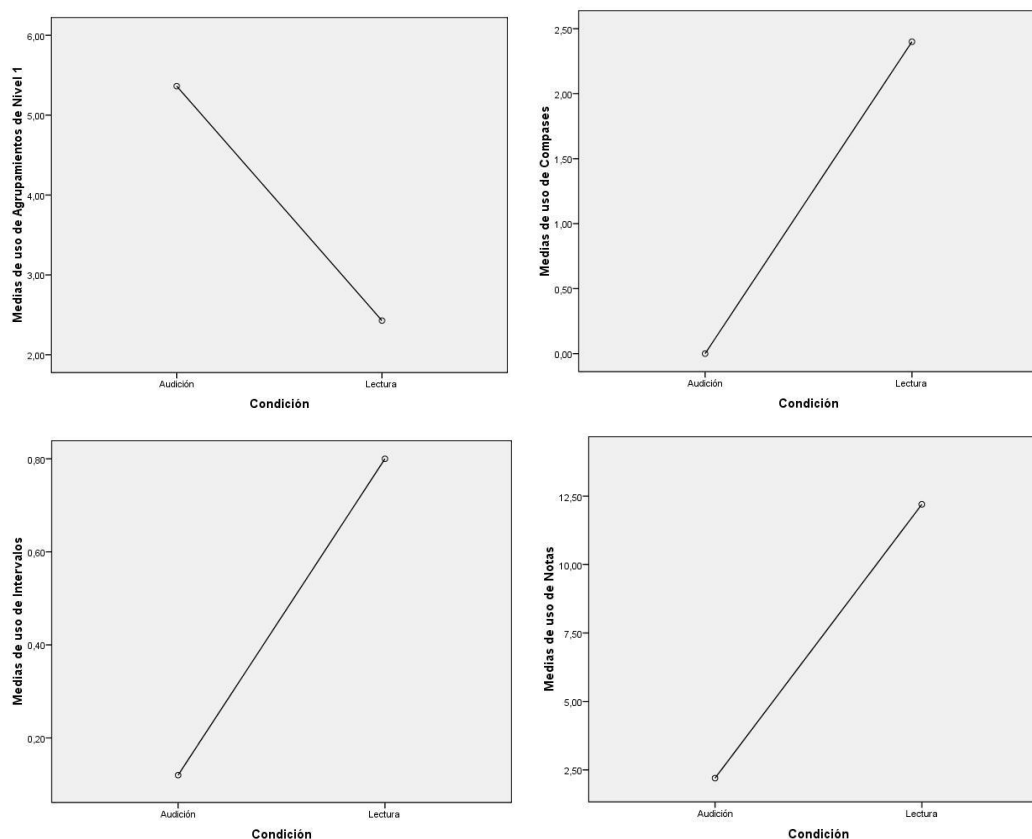 Medias de uso de Agrupamientos de Nivel 1
6,00
5,00
4,00
3,00
2,00
Audición
Lectura
Condición
Medias de uso de Compases
2,50
2,00
1,50
1,00
0,50
0,00
Audición
Lectura
Condición
Medias de uso de Intervalos
0,80
0,60
0,40
0,20
Audición
Lectura
Condición
Medias de uso de Notas
12,50
10,00
7,50
5,00
2,50
Audición
Lectura
Condición